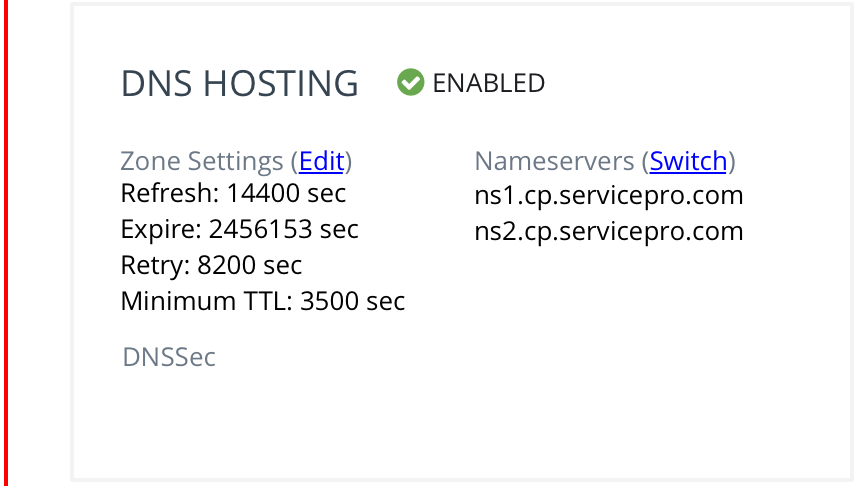 DNS HOSTING ENABLED
Zone Settings (Edit)
Refresh: 14400 sec
Expire: 2456153 sec
Retry: 8200 sec
Minimum TTL: 3500 sec
DNSSec
Nameservers (Switch)
ns1.cp.servicepro.com
ns2.cp.servicepro.com